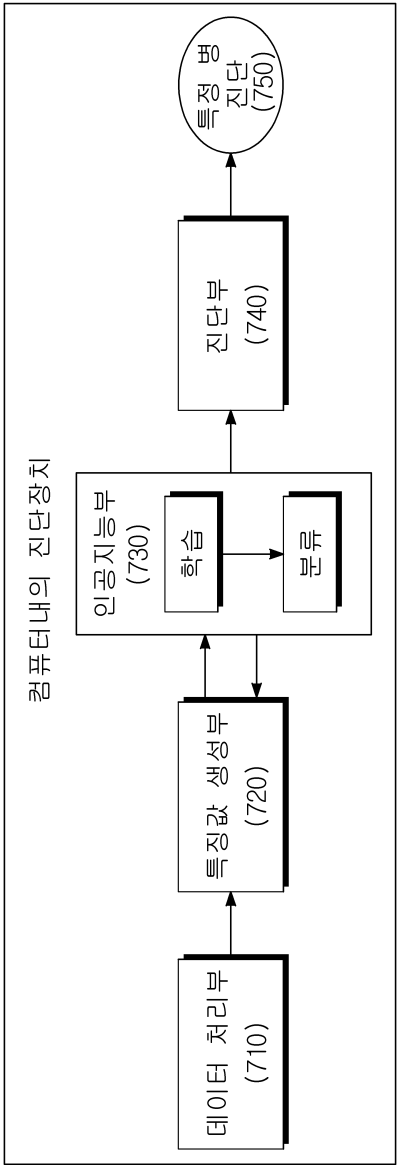 컴퓨터내의 진단장치
데이터 처리부
(710)
특징값 생성부
(720)
인공지능부
(730)
학습
분류
진단부
(740)
특정 병
진단
(750)